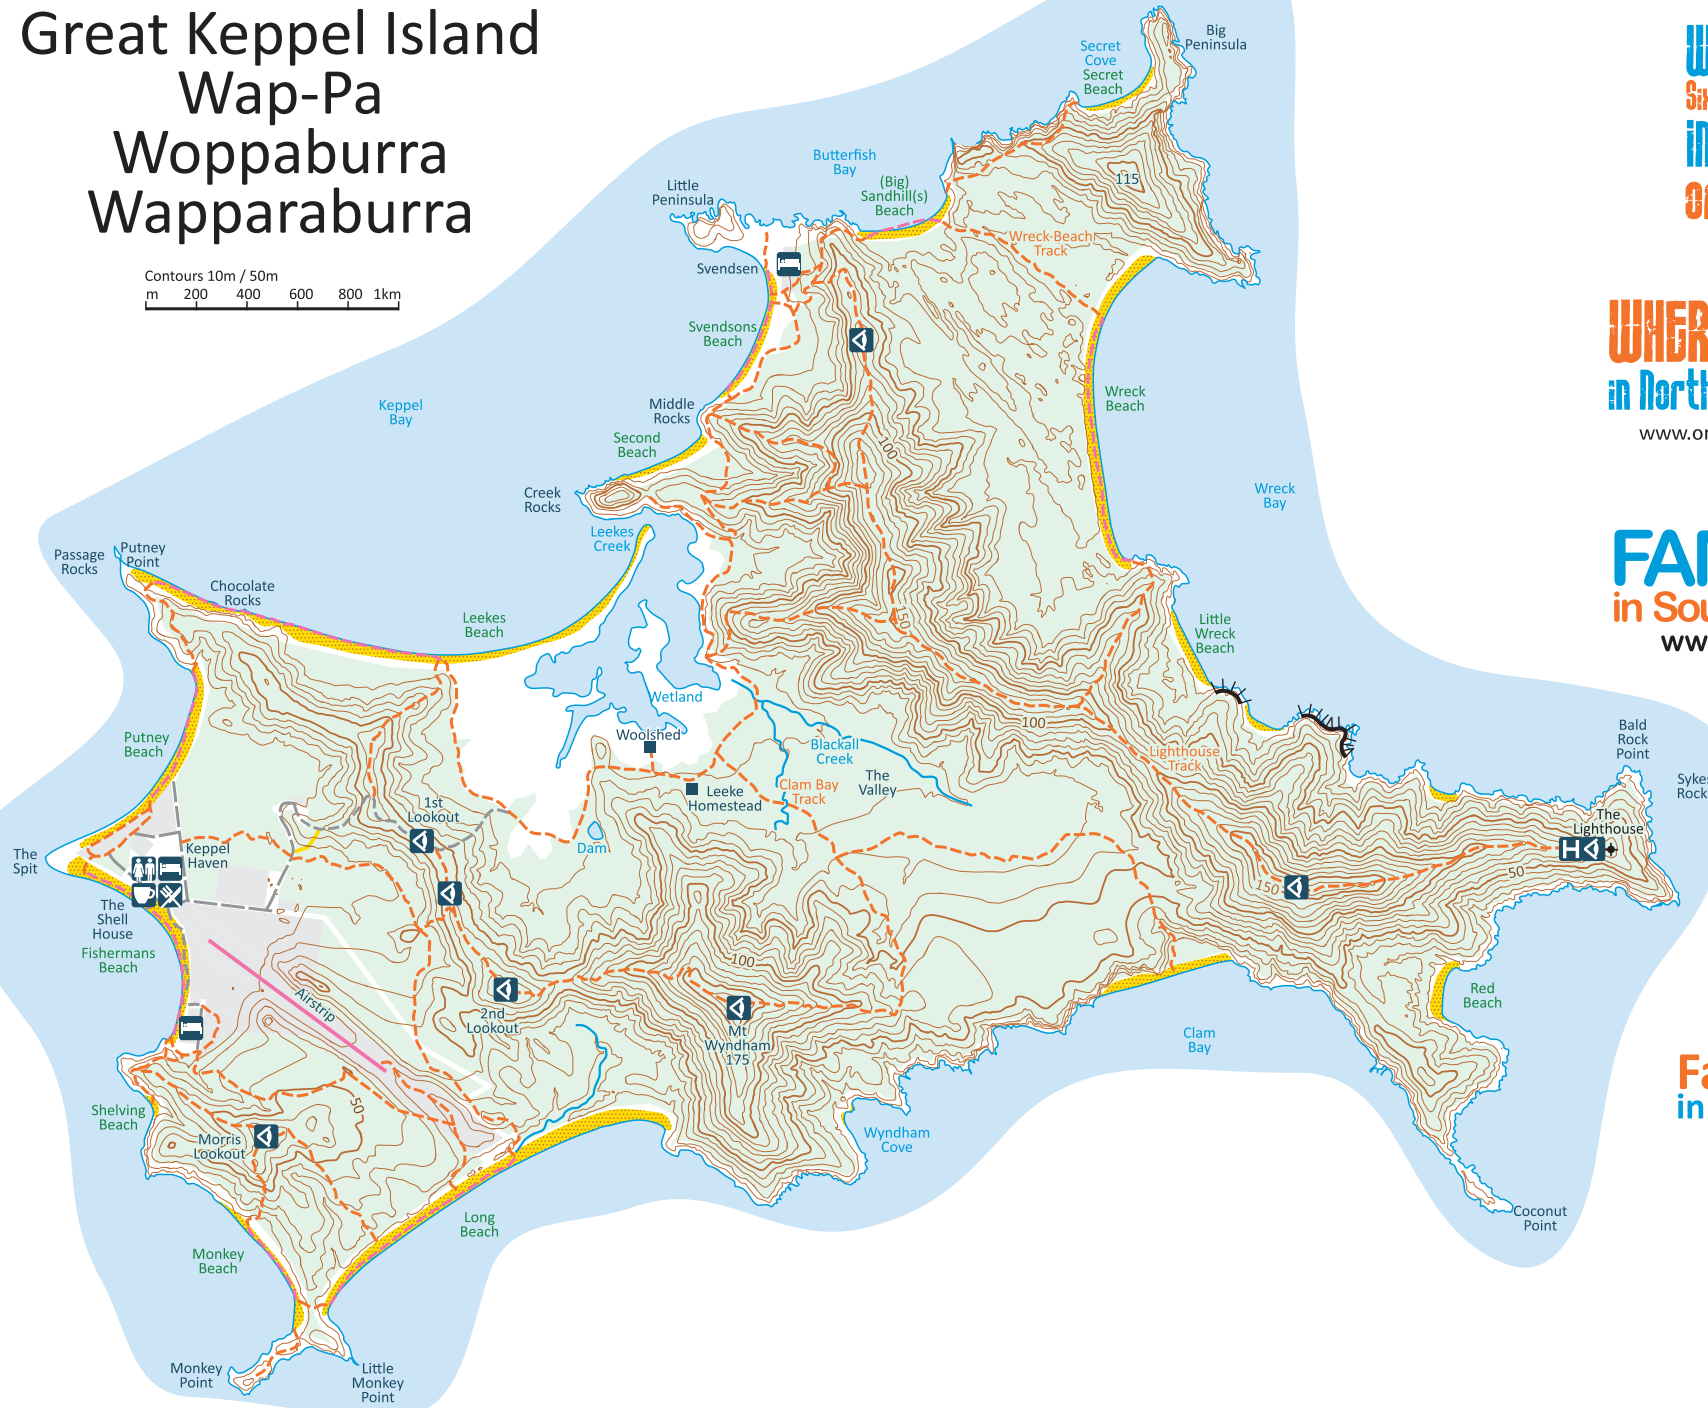 Great Keppel Island
Wap-Pa
Woppaburra
Wapparaburra
Contours 10m / 50m
m 200 400 600 800 1km
Big
Peninsula
Secret
Cove
Secret
Beach
115
Butterfish
Bay
(Big)
Sandhill(s)
Beach
Little
Peninsula
Wreck Beach
Track
Svendsen
Svendsons
Beach
Wreck
Beach
Keppel
Bay
Middle
Rocks
Second
Beach
100
Creek
Rocks
Wreck
Bay
Leekes
Creek
Passage
Rocks
Putney
Point
Chocolate
Rocks
Leekes
Beach
150
Little
Wreck
Beach
Wetland
Woolshed
100
Putney
Beach
Blackall
Creek
Lighthouse
Track
Bald
Rock
Point
The
Valley
Clam Bay
Track
Leeke
Homestead
1st
Lookout
Dam
The
Lighthouse
H
The
Spit
Keppel
Haven
150
50
The
Shell
House
Fishermans
Beach
100
Airstrip
2nd
Lookout
Mt
Wyndham
175
Red
Beach
Clam
Bay
50
Shelving
Beach
Morris
Lookout
Wyndham
Cove
Long
Beach
Coconut
Point
Monkey
Beach
Monkey
Point
Little
Monkey
Point
in North
in Sou
in